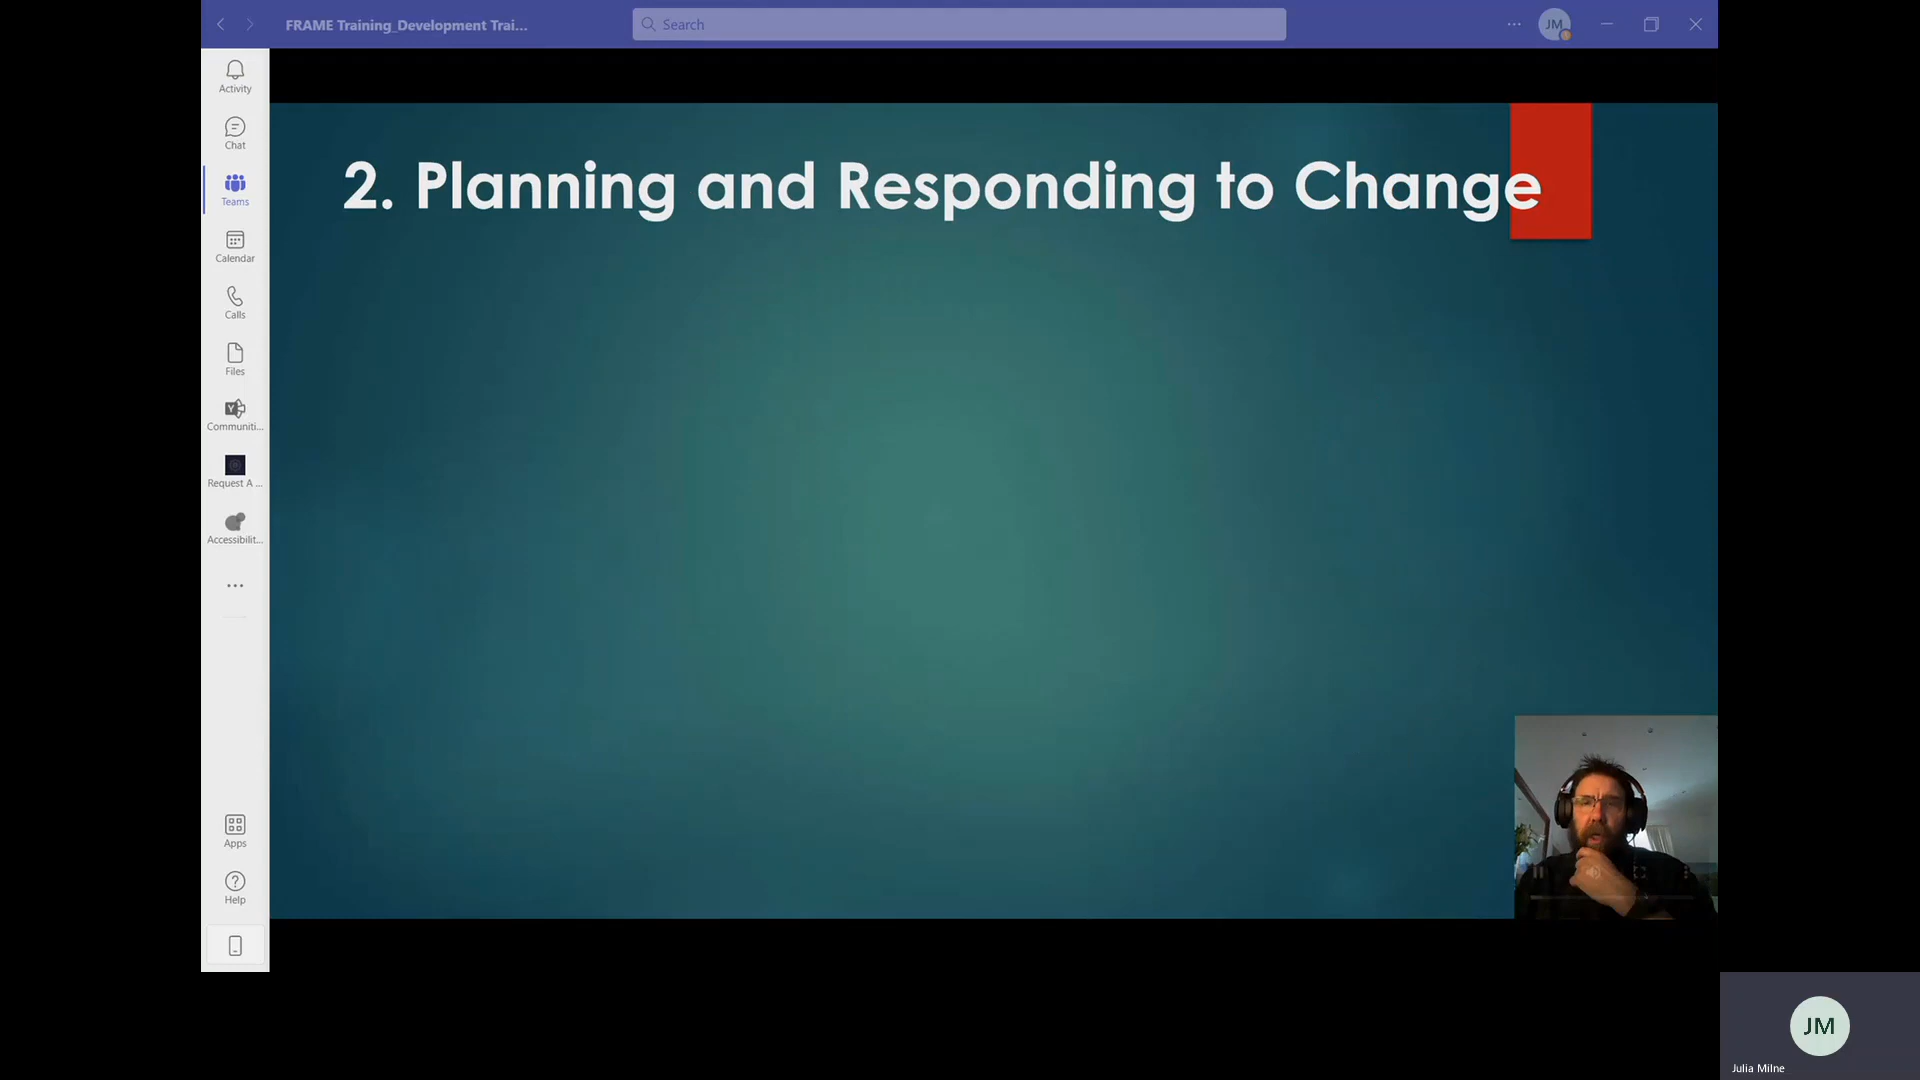 FRAME Training_Development Trai...
Search
JM
Activity
Chat
Teams
Calendar
Calls
Files
Communiti...
Request A ...
Accessibilit...
Apps
Help
2. Planning and Responding to Change
JM
Julia Milne